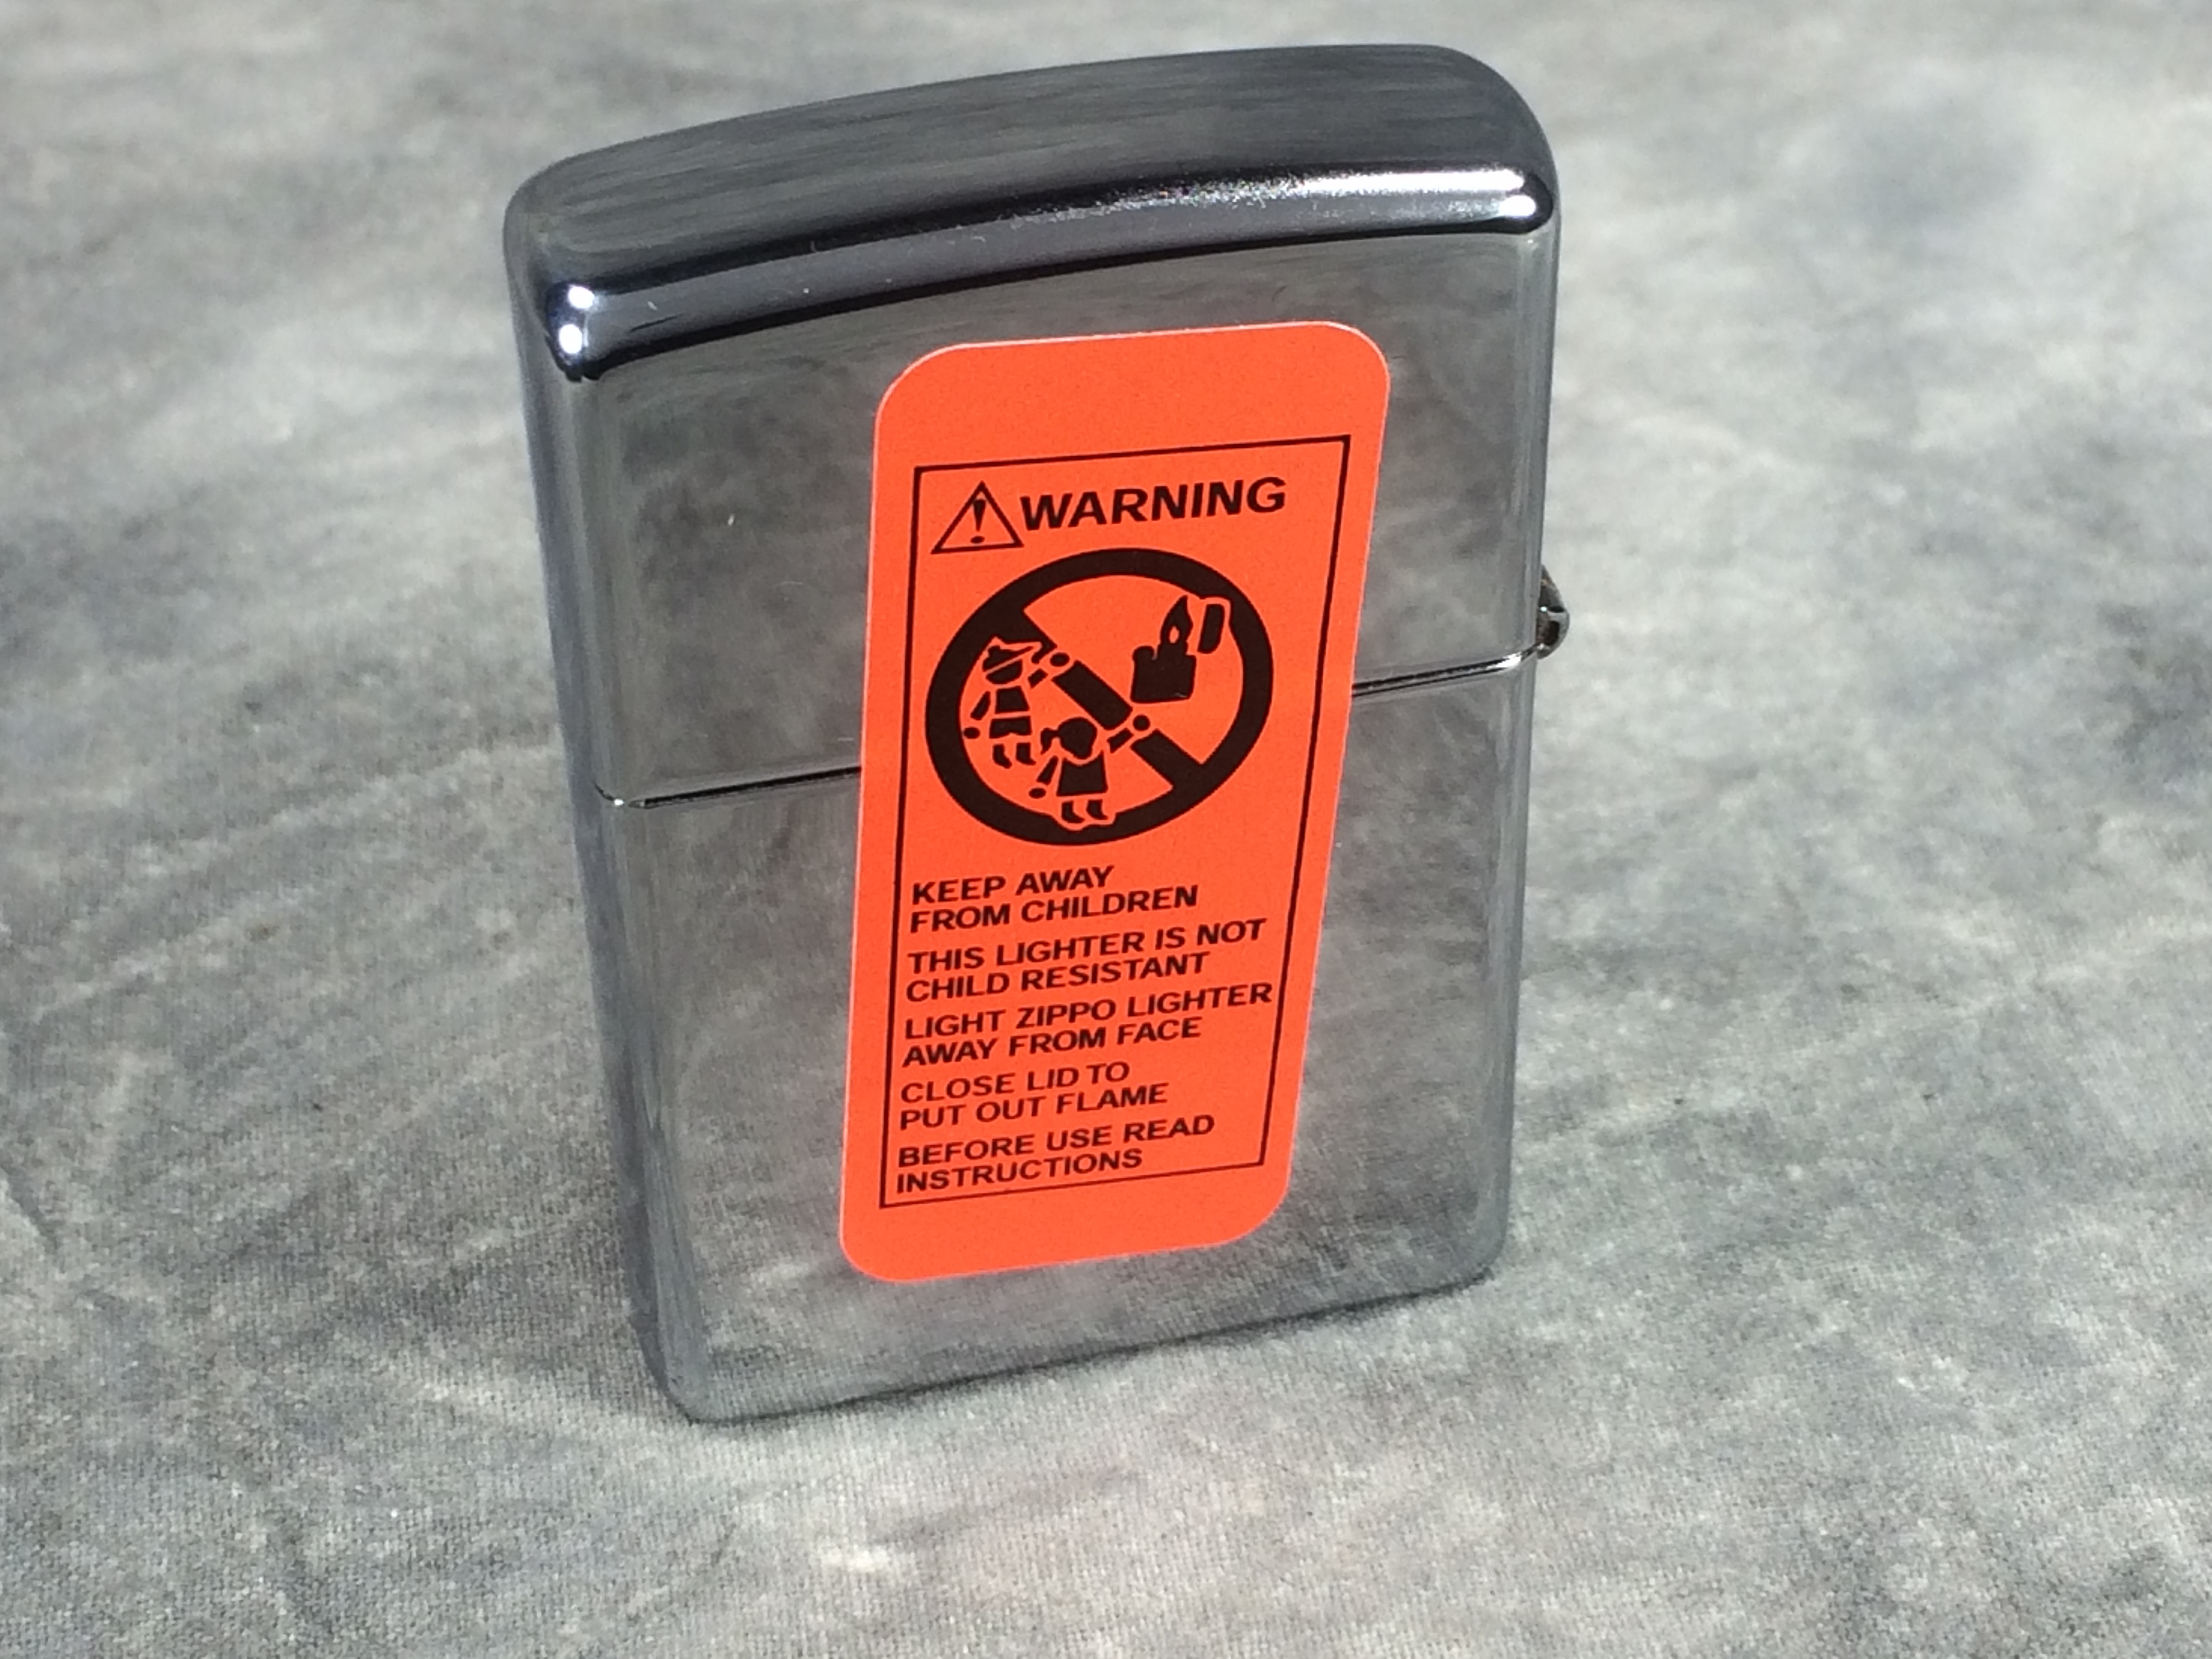 WARNING
KEEP AWAY
FROM CHILDREN
THIS LIGHTER IS NOT
CHILD RESISTANT
LIGHT ZIPPO LIGHTER
AWAY FROM FACE
CLOSE LID TO
PUT OUT FLAME
BEFORE USE READ
INSTRUCTIONS